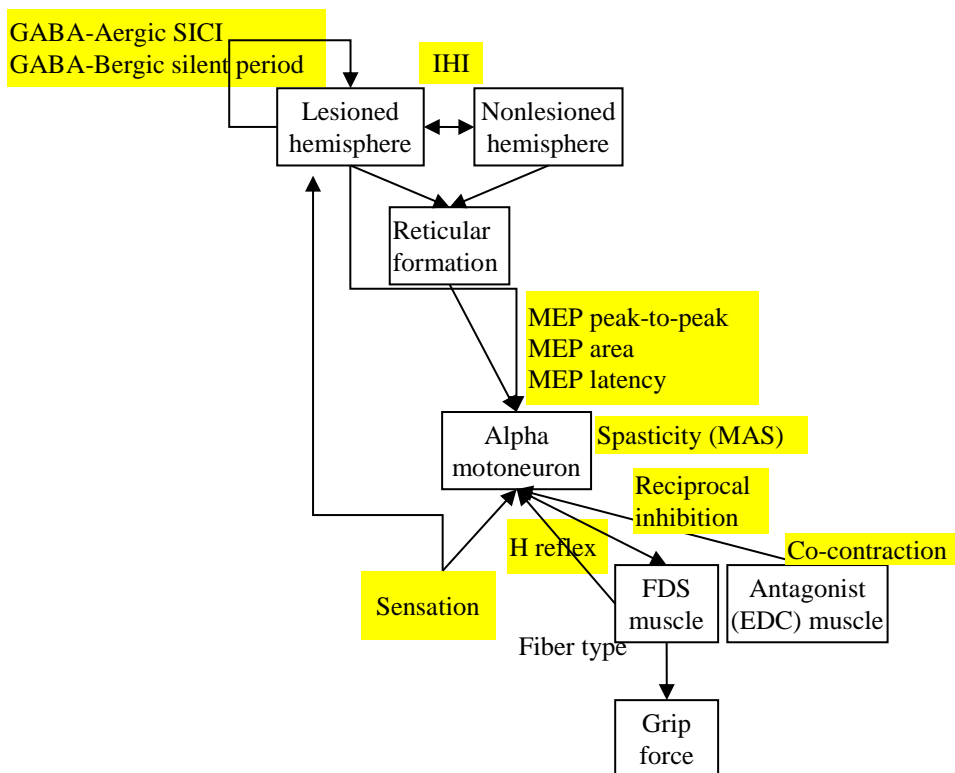 GABA-Aergic SICI
GABA-Bergic silent period
IHI
Lesioned
hemisphere
Nonlesioned
hemisphere
Reticular
formation
MEP peak-to-peak
MEP area
MEP latency
Alpha
motoneuron
Spasticity (MAS)
Reciprocal
inhibition
H reflex
Co-contraction
Sensation
FDS
muscle
Antagonist
(EDC) muscle
Fiber type
Grip
force